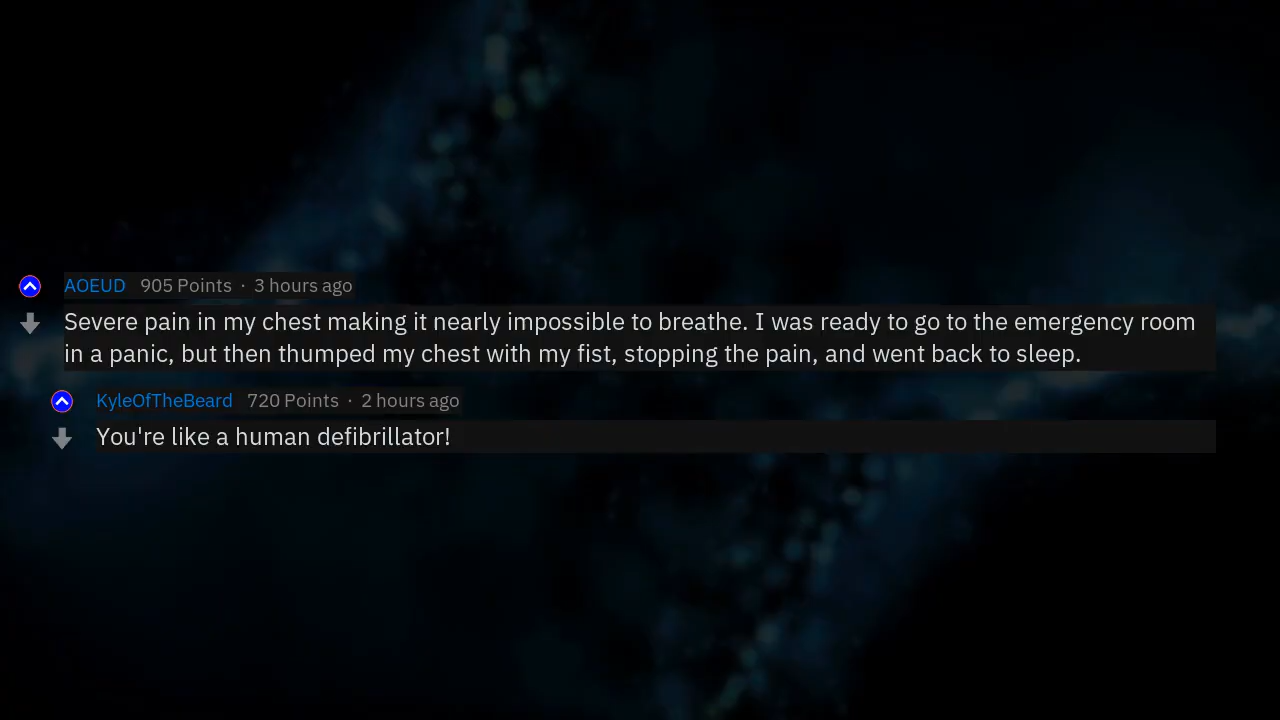 AOEUD 905 Points · 3 hours ago
Severe pain in my chest making it nearly impossible to breathe. I was ready to go to the emergency room
in a panic, but then thumped my chest with my fist, stopping the pain, and went back to sleep.
KyleOfTheBeard 720 Points · 2 hours ago
You're like a human defibrillator!